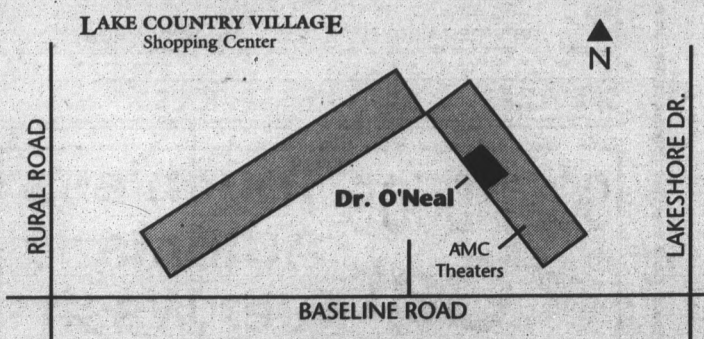 LAKE COUNTRY VILLAGE
Shopping Center
N
RURAL ROAD
LAKESHORE DR.
Dr. O'Neal
AMC
Theaters
BASELINE ROAD